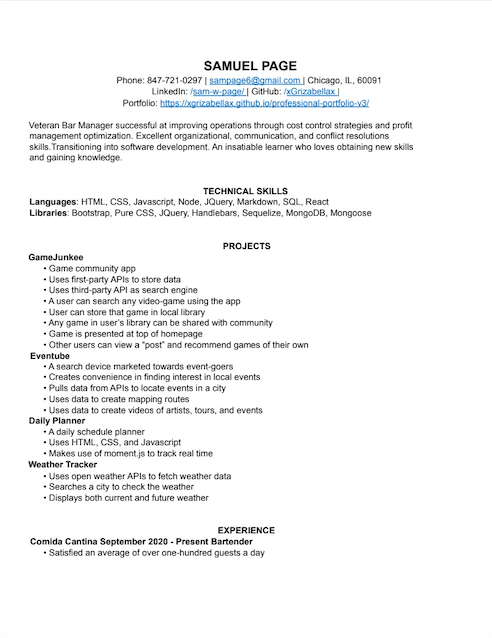 SAMUEL PAGE
Phone: 847-721-0297 | sampage6@gmail.com | Chicago, IL, 60091
LinkedIn: /sam-w-page/ | GitHub: /xGrizabellax |
Portfolio: https://xgrizabellax.github.io/professional-portfolio-v3/
Veteran Bar Manager successful at improving operations through cost control strategies and profit
management optimization. Excellent organizational, communication, and conflict resolutions
skills.Transitioning into software development. An insatiable learner who loves obtaining new skills
and gaining knowledge.
TECHNICAL SKILLS
Languages: HTML, CSS, Javascript, Node, JQuery, Markdown, SQL, React
Libraries: Bootstrap, Pure CSS, JQuery, Handlebars, Sequelize, MongoDB, Mongoose
PROJECTS
GameJunkee
• Game community app
• Uses first-party APIs to store data
• Uses third-party API as search engine
• A user can search any video-game using the app
• User can store that game in local library
• Any game in user's library can be shared with community
• Game is presented at top of homepage
• Other users can view a "post" and recommend games of their own
Eventube
• A search device marketed towards event-goers
• Creates convenience in finding interest in local events
• Pulls data from APIs to locate events in a city
• Uses data to create mapping routes
• Uses data to create videos of artists, tours, and events
Daily Planner
• A daily schedule planner
• Uses HTML, CSS, and Javascript
• Makes use of moment.js to track real time
Weather Tracker
• Uses open weather APIs to fetch weather data
• Searches a city to check the weather
• Displays both current and future weather
EXPERIENCE
Comida Cantina September 2020 - Present Bartender
• Satisfied an average of over one-hundred guests a day